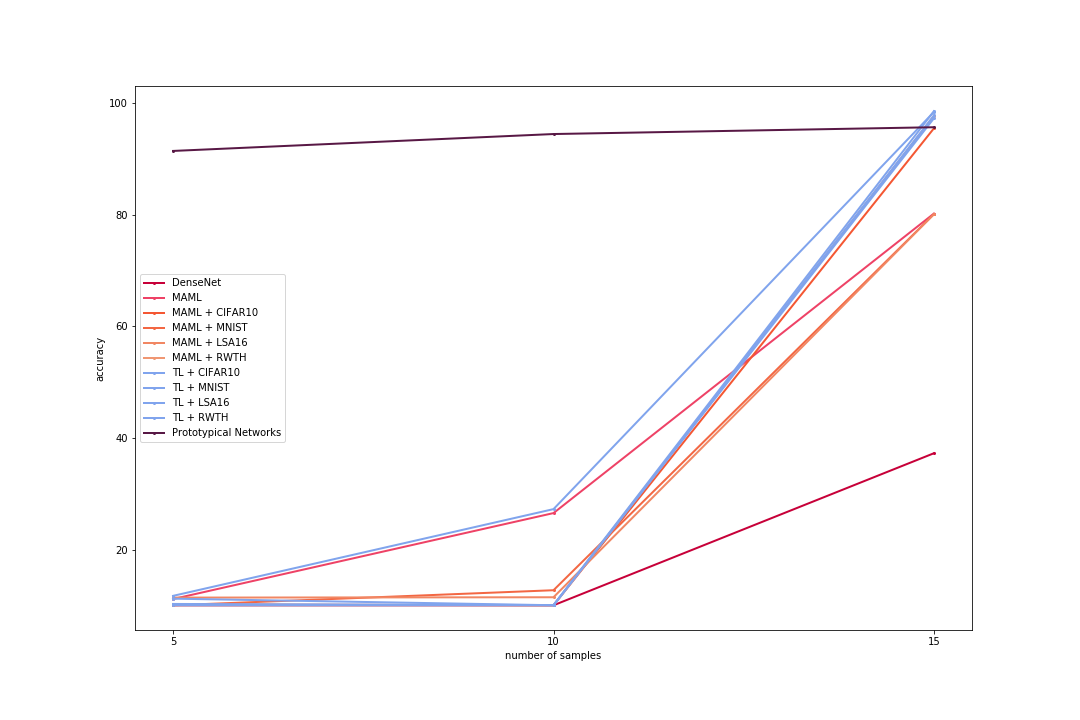 100
80
60
40
20
accuracy
DenseNet
MAML
MAML + CIFAR10
MAML + MNIST
MAML + LSA16
MAML + RWTH
TL + CIFAR10
TL + MNIST
TL + LSA16
TL + RWTH
Prototypical Networks
5 10 15
number of samples